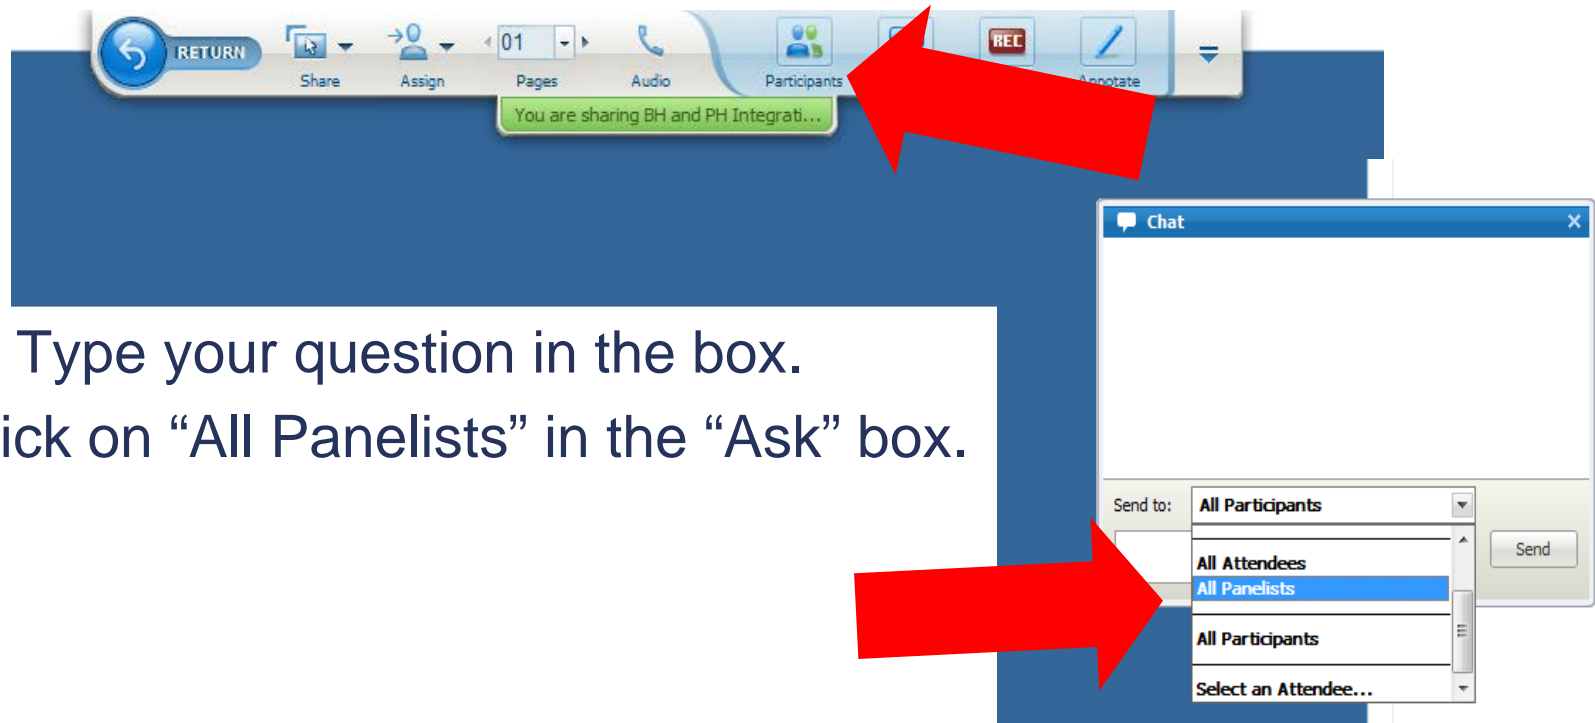 RETURN
Share
Assign
01
Pages
Audio
Participants
REC
Annotate
You are sharing BH and PH Integrati...
Chat
Type your question in the box.
ick on “All Panelists” in the “Ask” box.
Send to: All Participants
Send
All Attendees
All Panelists
All Participants
Select an Attendee...